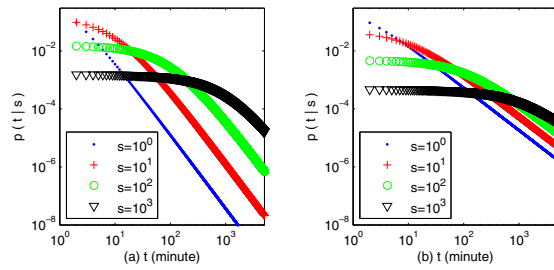 p ( t | s )
10^-2
10^-4
10^-6
10^-8
s=10^0
s=10^1
s=10^2
s=10^3
10^0 10^1 10^2 10^3
(a) t (minute)
p ( t | s )
10^-2
10^-4
10^-6
10^-8
s=10^0
s=10^1
s=10^2
s=10^3
10^0 10^1 10^2 10^3
(b) t (minute)